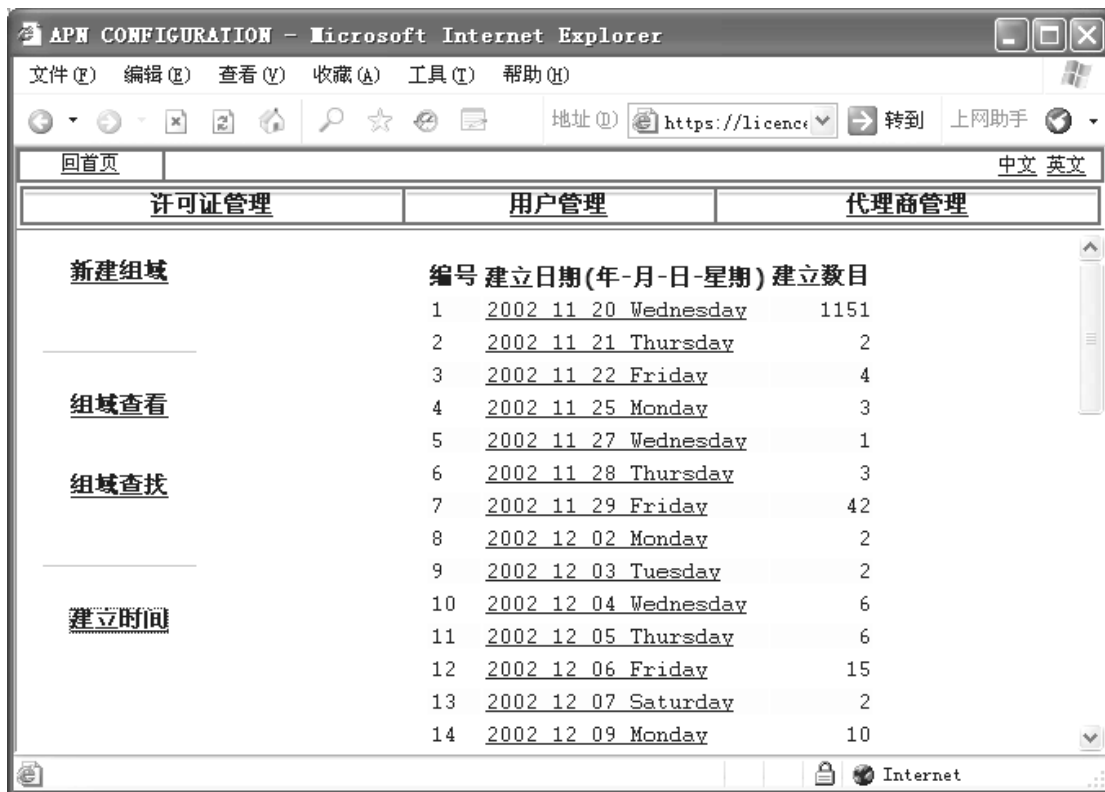 APN CONFIGURATION - Microsoft Internet Explorer
文件(F) 编辑(E) 查看(V) 收藏(A) 工具(T) 帮助(H)
地址(D) https://licence 转到 上网助手
回首页 中文 英文
许可证管理 用户管理 代理商管理
新建组域
组域查看
组域查找
建立时间
编号 建立日期(年-月-日-星期) 建立数目
1 2002 11 20 Wednesday 1151
2 2002 11 21 Thursday 2
3 2002 11 22 Friday 4
4 2002 11 25 Monday 3
5 2002 11 27 Wednesday 1
6 2002 11 28 Thursday 3
7 2002 11 29 Friday 42
8 2002 12 02 Monday 2
9 2002 12 03 Tuesday 2
10 2002 12 04 Wednesday 6
11 2002 12 05 Thursday 6
12 2002 12 06 Friday 15
13 2002 12 07 Saturday 2
14 2002 12 09 Monday 10
Internet